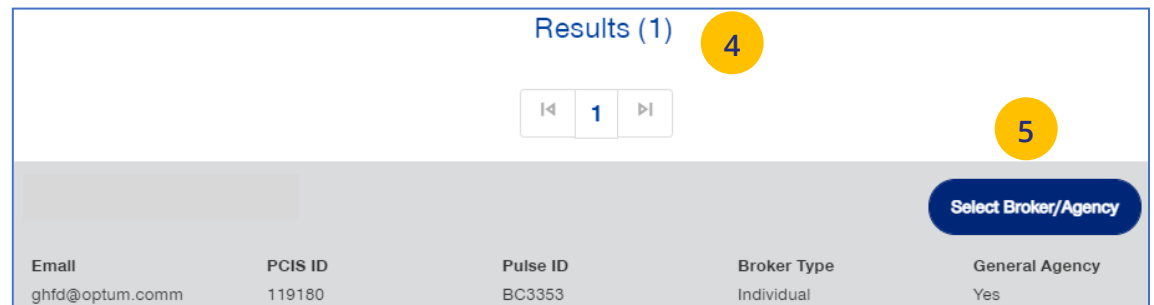 Results (1)
4
1
5
Select Broker/Agency
Email PCIS ID Pulse ID Broker Type General Agency
ghfd@optum.comm 119180 BC3353 Individual Yes